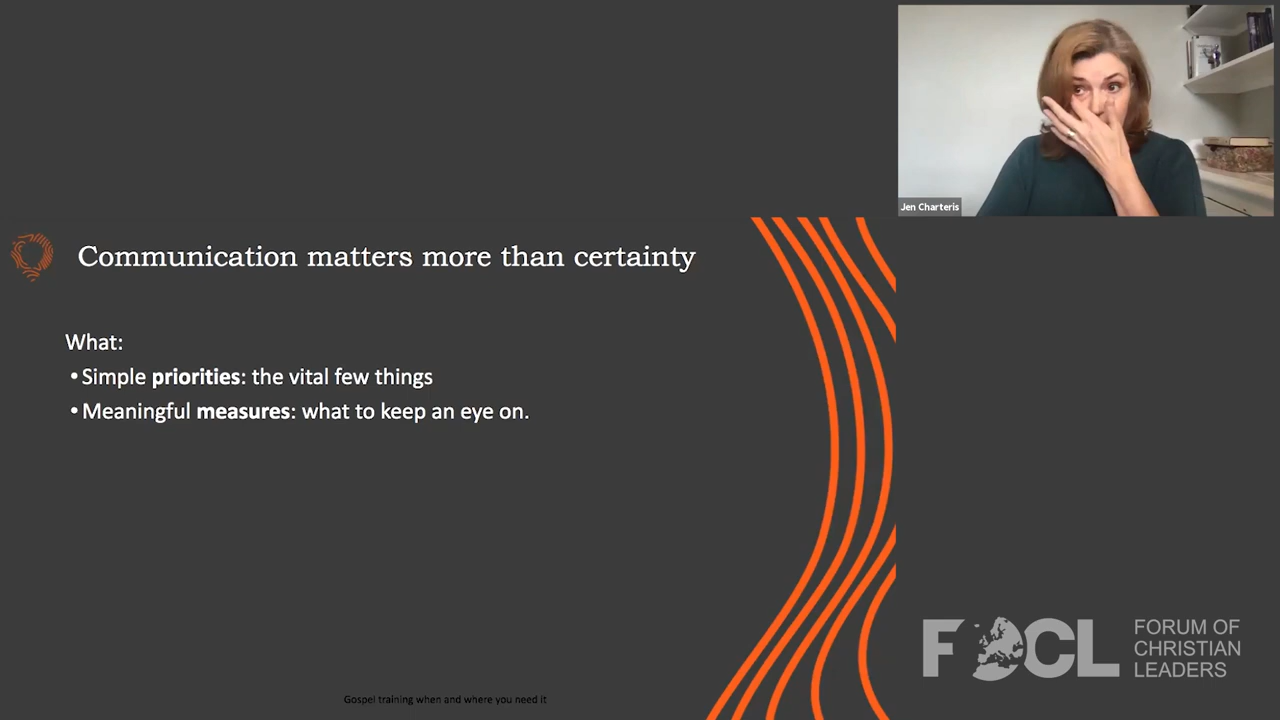 Jen Charteris
Communication matters more than certainty
What:
• Simple priorities: the vital few things
• Meaningful measures: what to keep an eye on.
FOCL
FORUM OF
CHRISTIAN
LEADERS
Gospel training when and where you need it